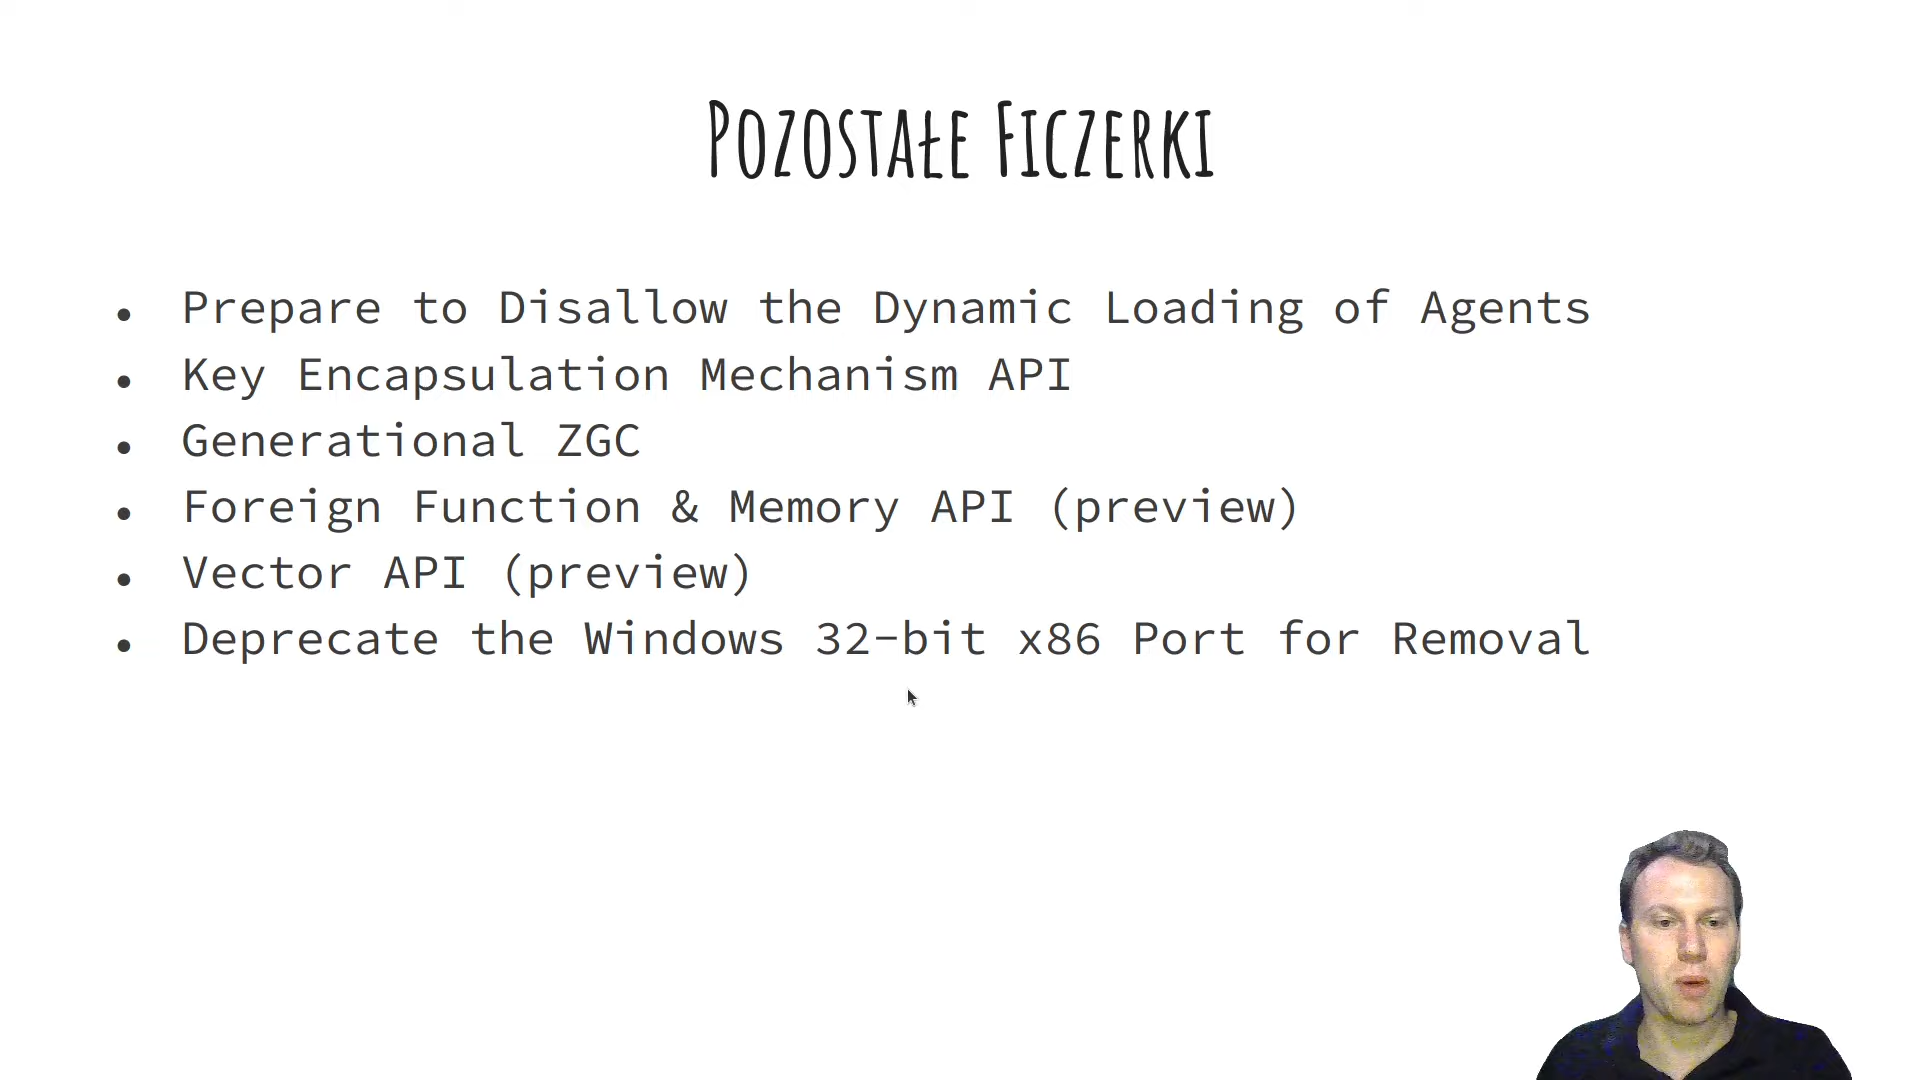 Pozostałe Ficzerki
● Prepare to Disallow the Dynamic Loading of Agents
● Key Encapsulation Mechanism API
● Generational ZGC
● Foreign Function & Memory API (preview)
● Vector API (preview)
● Deprecate the Windows 32-bit x86 Port for Removal